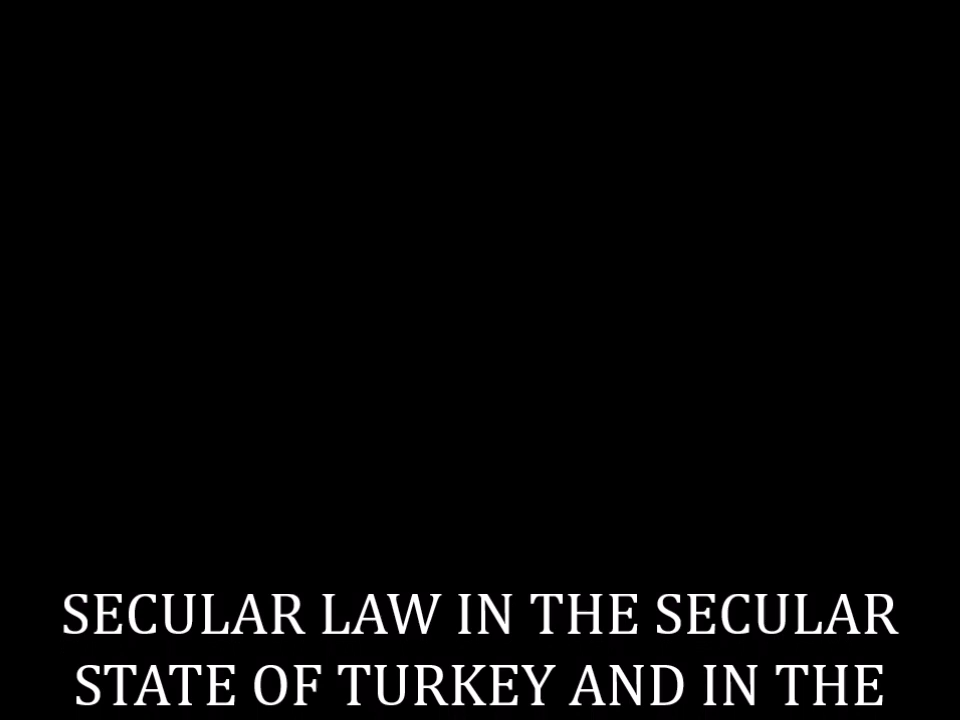 SECULAR LAW IN THE SECULAR
STATE OF TURKEY AND IN THE